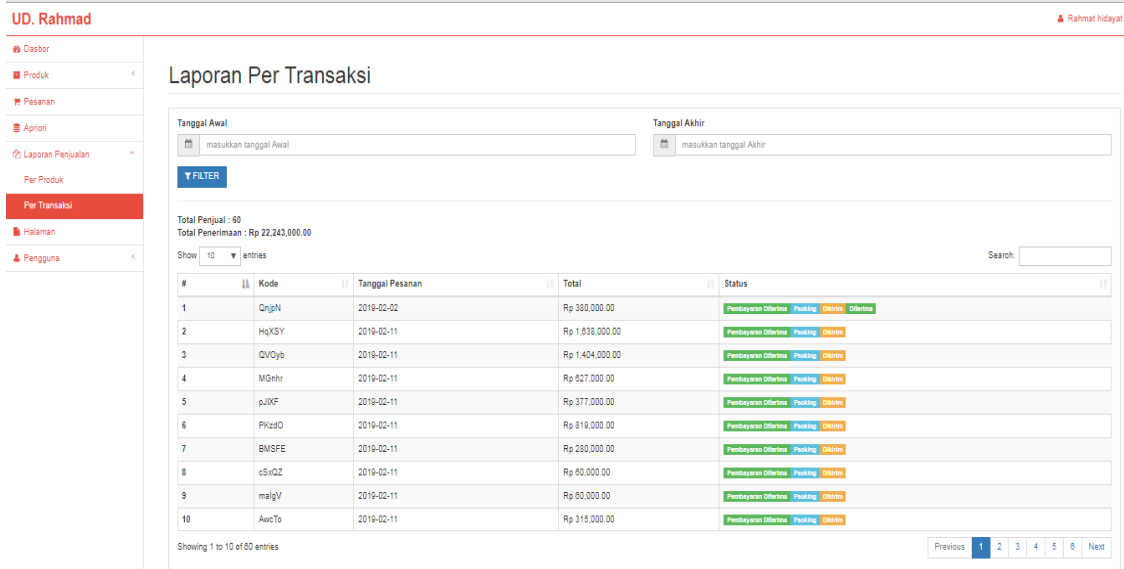 UD. Rahmad
Rahmat hidayat
Dasbor
Produk
Pesanan
Apriori
Laporan Penjualan
Per Produk
Per Transaksi
Halaman
Pengguna
Laporan Per Transaksi
Tanggal Awal Tanggal Akhir
masukkan tanggal Awal masukkan tanggal Akhir
FILTER
Total Penjual : 60
Total Penerimaan : Rp 22,243,000.00
Show 10 entries Search:
# Kode Tanggal Pesanan Total Status
1 QnjpN 2019-02-02 Rp 380,000.00 Pembayaran Diterima Packing Dikirim Diterima
2 HqXSY 2019-02-11 Rp 1,638,000.00 Pembayaran Diterima Packing Dikirim
3 QVOyb 2019-02-11 Rp 1,404,000.00 Pembayaran Diterima Packing Dikirim
4 MGnhr 2019-02-11 Rp 627,000.00 Pembayaran Diterima Packing Dikirim
5 2019-02-11 Rp 377,000.00 Pembayaran Diterima Packing Dikirim
6 PKzdO 2019-02-11 Rp 819,000.00 Pembayaran Diterima Packing Dikirim
7 BMSFE 2019-02-11 Rp 280,000.00 Pembayaran Diterima Packing Dikirim
8 cSxQZ 2019-02-11 Rp 60,000.00 Pembayaran Diterima Packing Dikirim
9 2019-02-11 Rp 60,000.00 Pembayaran Diterima Packing Dikirim
10 AwcTo 2019-02-11 Rp 315,000.00 Pembayaran Diterima Packing Dikirim
Showing 1 to 10 of 60 entries Previous 1 2 3 4 5 6 Next